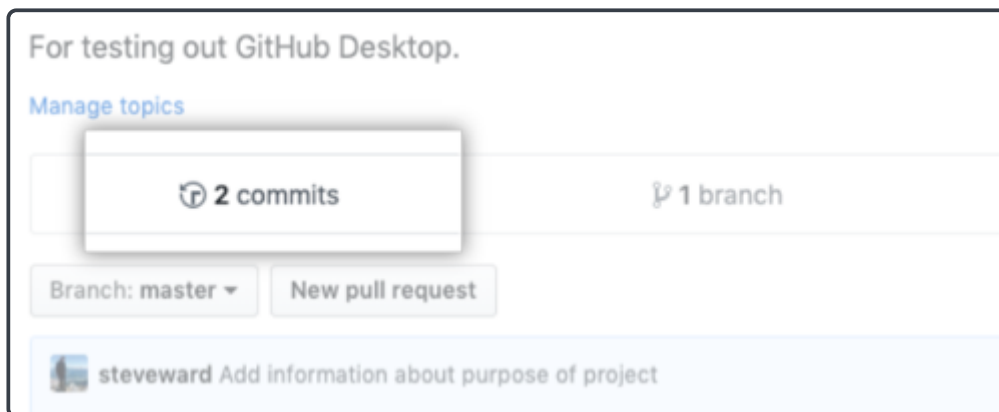 For testing out GitHub Desktop.
Manage topics
2 commits 1 branch
Branch: master New pull request
steveward Add information about purpose of project